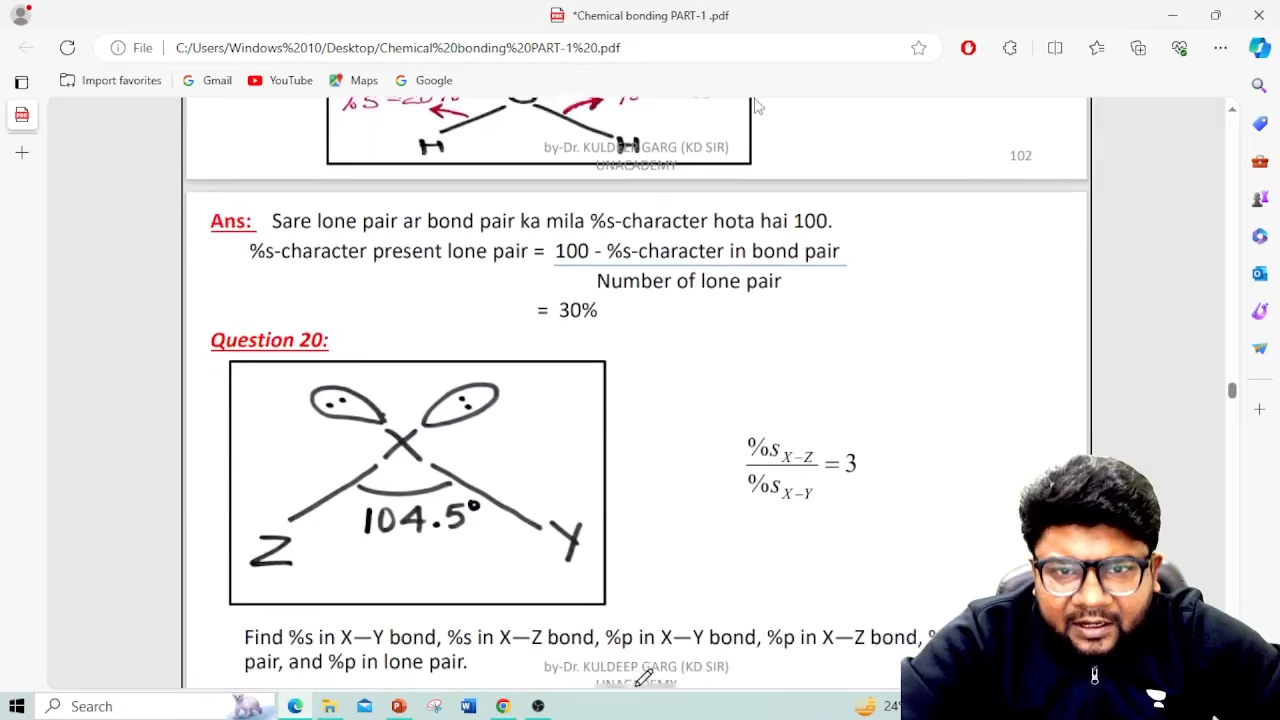 *Chemical bonding PART-1 .pdf
File C:/Users/Windows%2010/Desktop/Chemical%20bonding%20PART-1%20.pdf
Import favorites Gmail YouTube Maps Google
H H
by-Dr. KULDEEP GARG (KD SIR)
UNACADEMY
102
Ans: Sare lone pair ar bond pair ka mila %s-character hota hai 100.
%s-character present lone pair = 100 - %s-character in bond pair
Number of lone pair
= 30%
Question 20:
X
104.5°
Z Y
%s X–Z
= 3
%s X–Y
Find %s in X—Y bond, %s in X—Z bond, %p in X—Y bond, %p in X—Z bond,
pair, and %p in lone pair.
by-Dr. KULDEEP GARG (KD SIR)
UNACADEMY
Search
24°